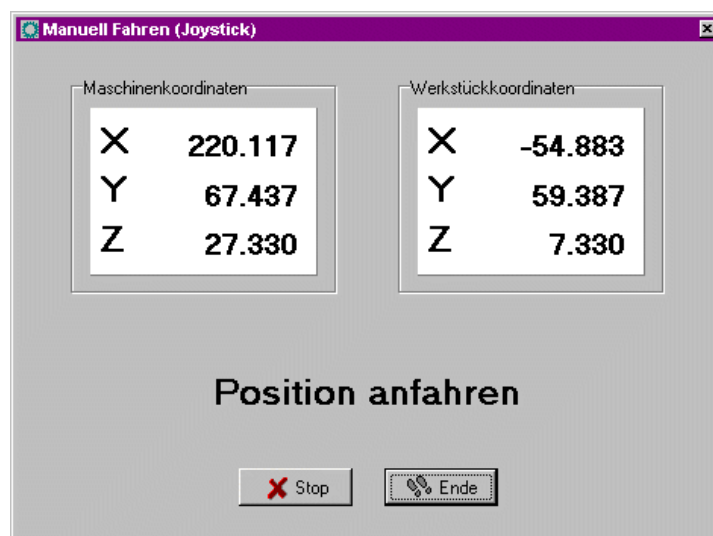 Manuell Fahren (Joystick)
Maschinenkoordinaten
X 220.117
Y 67.437
Z 27.330
Werkstückkoordinaten
X -54.883
Y 59.387
Z 7.330
Position anfahren
Stop
Ende